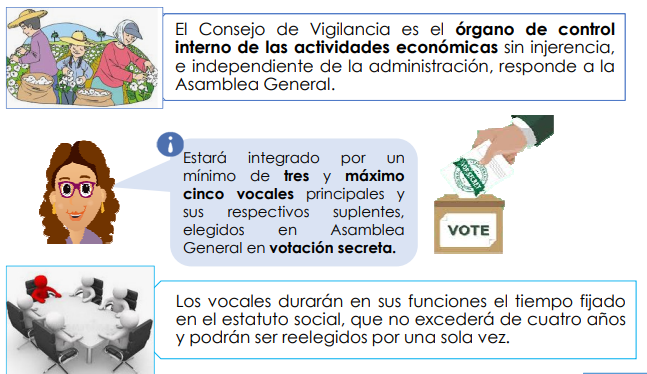 El Consejo de Vigilancia es el órgano de control
interno de las actividades económicas sin injerencia,
e independiente de la administración, responde a la
Asamblea General.
i
Estará integrado por un
mínimo de tres y máximo
cinco vocales principales y
sus respectivos suplentes,
elegidos en Asamblea
General en votación secreta.
VOTE
Los vocales durarán en sus funciones el tiempo fijado
en el estatuto social, que no excederá de cuatro años
y podrán ser reelegidos por una sola vez.